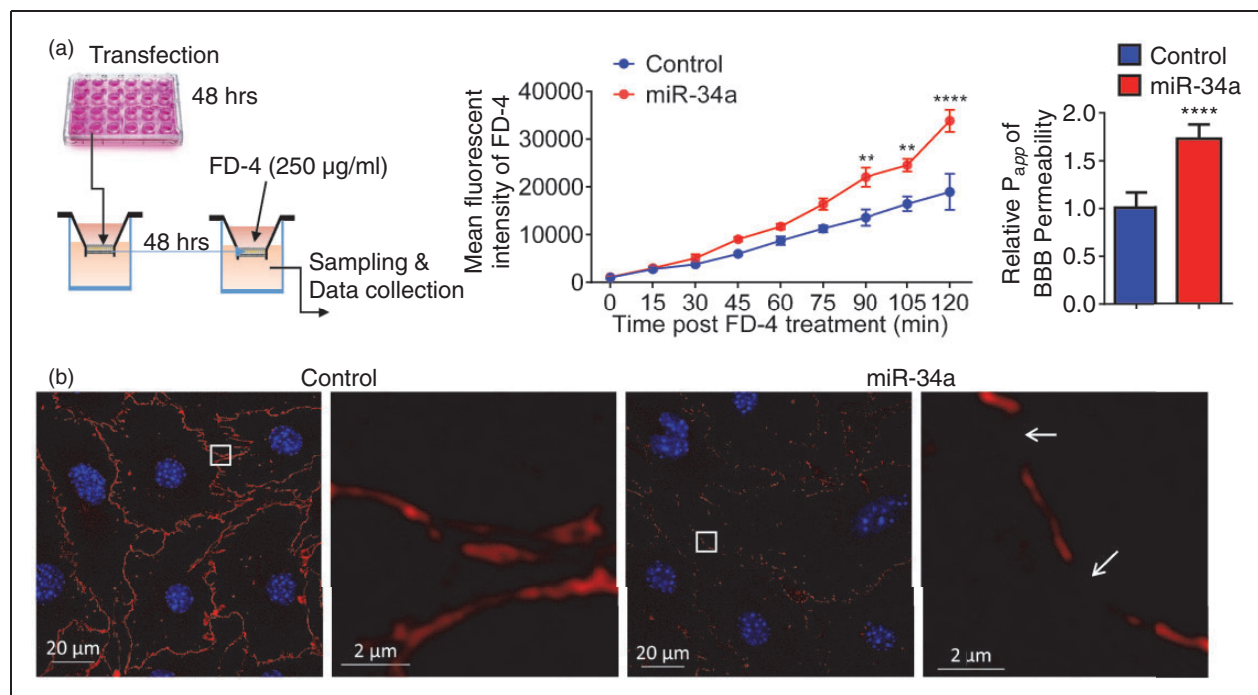 (a)
Transfection
48 hrs
FD-4 (250 µg/ml)
48 hrs
Sampling &
Data collection
Control
miR-34a
Mean fluorescent
intensity of FD-4
40000
30000
20000
10000
0
** ** ****
0 15 30 45 60 75 90 105 120
Time post FD-4 treatment (min)
Control
miR-34a
Relative Papp of
BBB Permeability
2.0
1.5
1.0
0.5
0.0
****
(b)
Control
miR-34a
20 µm
2 µm
20 µm
2 µm